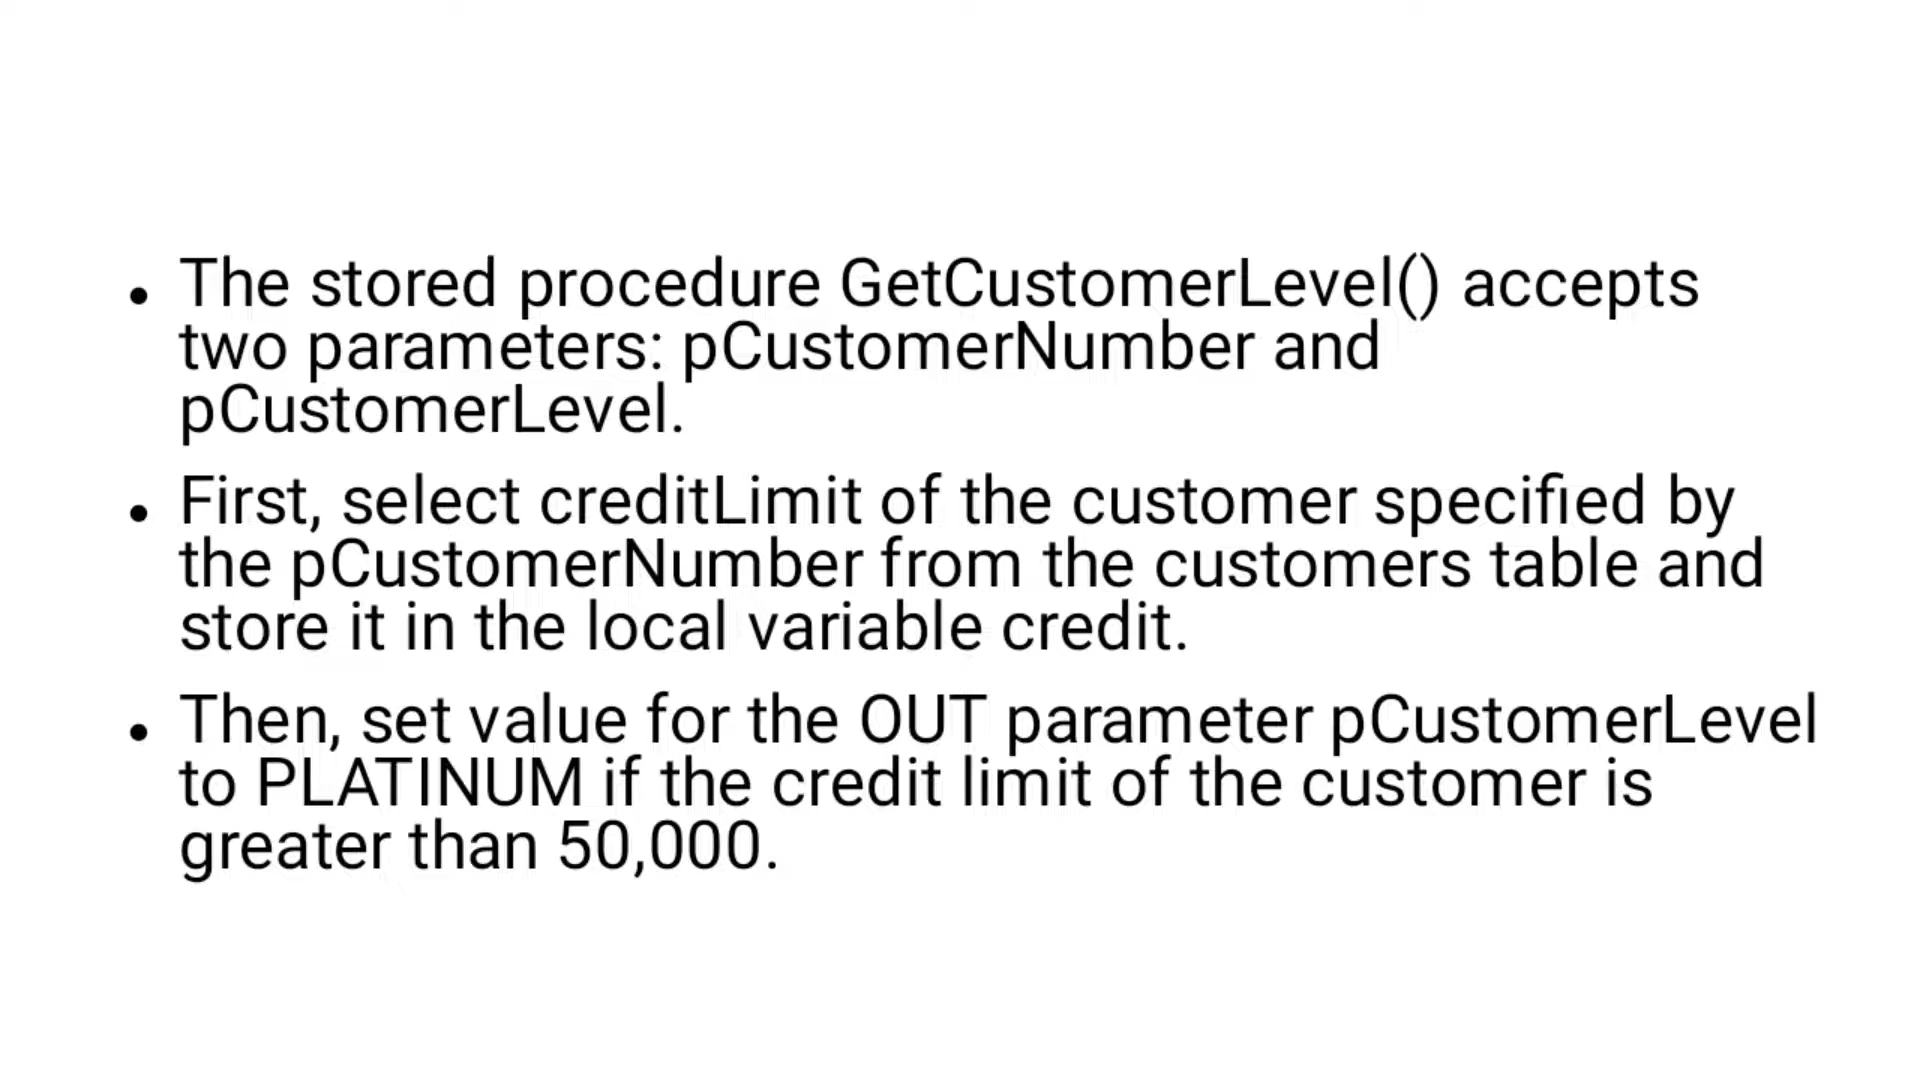 • The stored procedure GetCustomerLevel() accepts
two parameters: pCustomerNumber and
pCustomerLevel.
• First, select creditLimit of the customer specified by
the pCustomerNumber from the customers table and
store it in the local variable credit.
• Then, set value for the OUT parameter pCustomerLevel
to PLATINUM if the credit limit of the customer is
greater than 50,000.